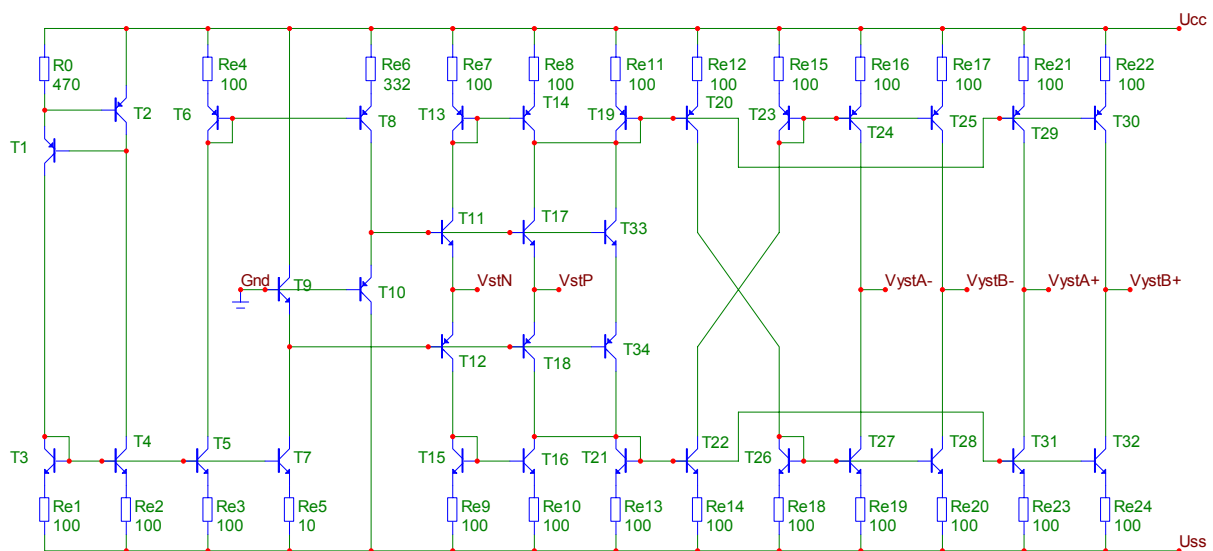 Ucc
R0
470
Re4
100
Re6
332
Re7
100
Re8
100
Re11
100
Re12
100
Re15
100
Re16
100
Re17
100
Re21
100
Re22
100
T2
T6
T8
T13
T14
T19
T20
T23
T24
T25
T29
T30
T1
T11
T17
T33
Gnd
T9
T10
VstN
VstP
VystA-
VystB-
VystA+
VystB+
T12
T18
T34
T3
T4
T5
T7
T15
T16
T21
T22
T26
T27
T28
T31
T32
Re1
100
Re2
100
Re3
100
Re5
10
Re9
100
Re10
100
Re13
100
Re14
100
Re18
100
Re19
100
Re20
100
Re23
100
Re24
100
Uss